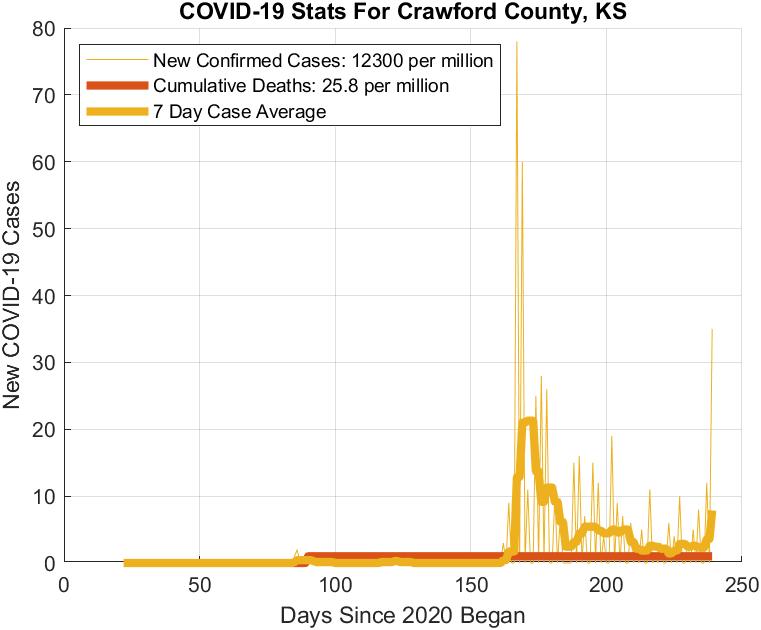 COVID-19 Stats For Crawford County, KS
New Confirmed Cases: 12300 per million
Cumulative Deaths: 25.8 per million
7 Day Case Average
New COVID-19 Cases
80
70
60
50
40
30
20
10
0
0 50 100 150 200 250
Days Since 2020 Began